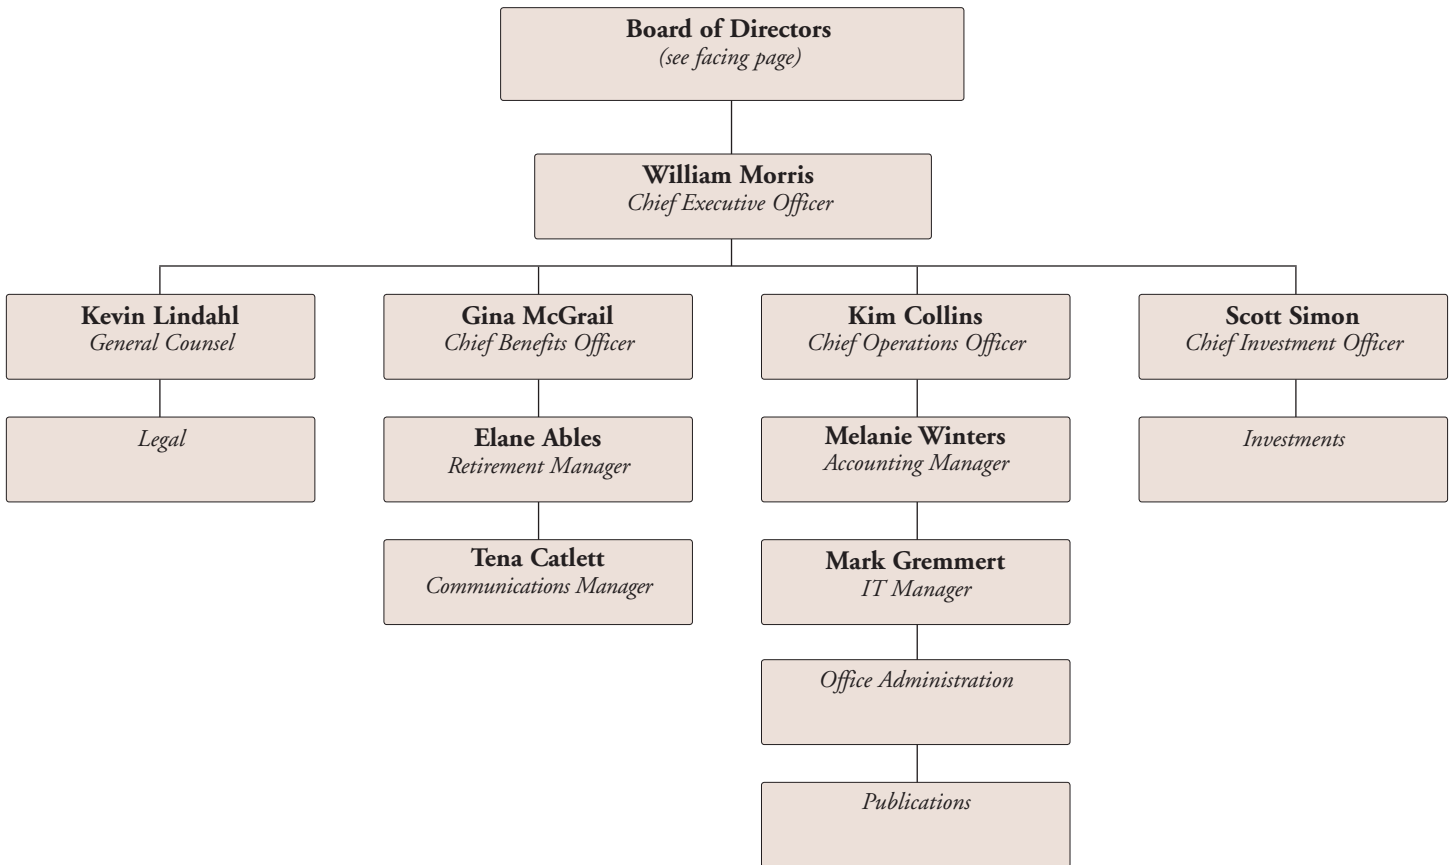 Board of Directors
(see facing page)
William Morris
Chief Executive Officer
Kevin Lindahl
General Counsel
Gina McGrail
Chief Benefits Officer
Kim Collins
Chief Operations Officer
Scott Simon
Chief Investment Officer
Legal
Elane Ables
Retirement Manager
Melanie Winters
Accounting Manager
Investments
Tena Catlett
Communications Manager
Mark Gremmert
IT Manager
Office Administration
Publications